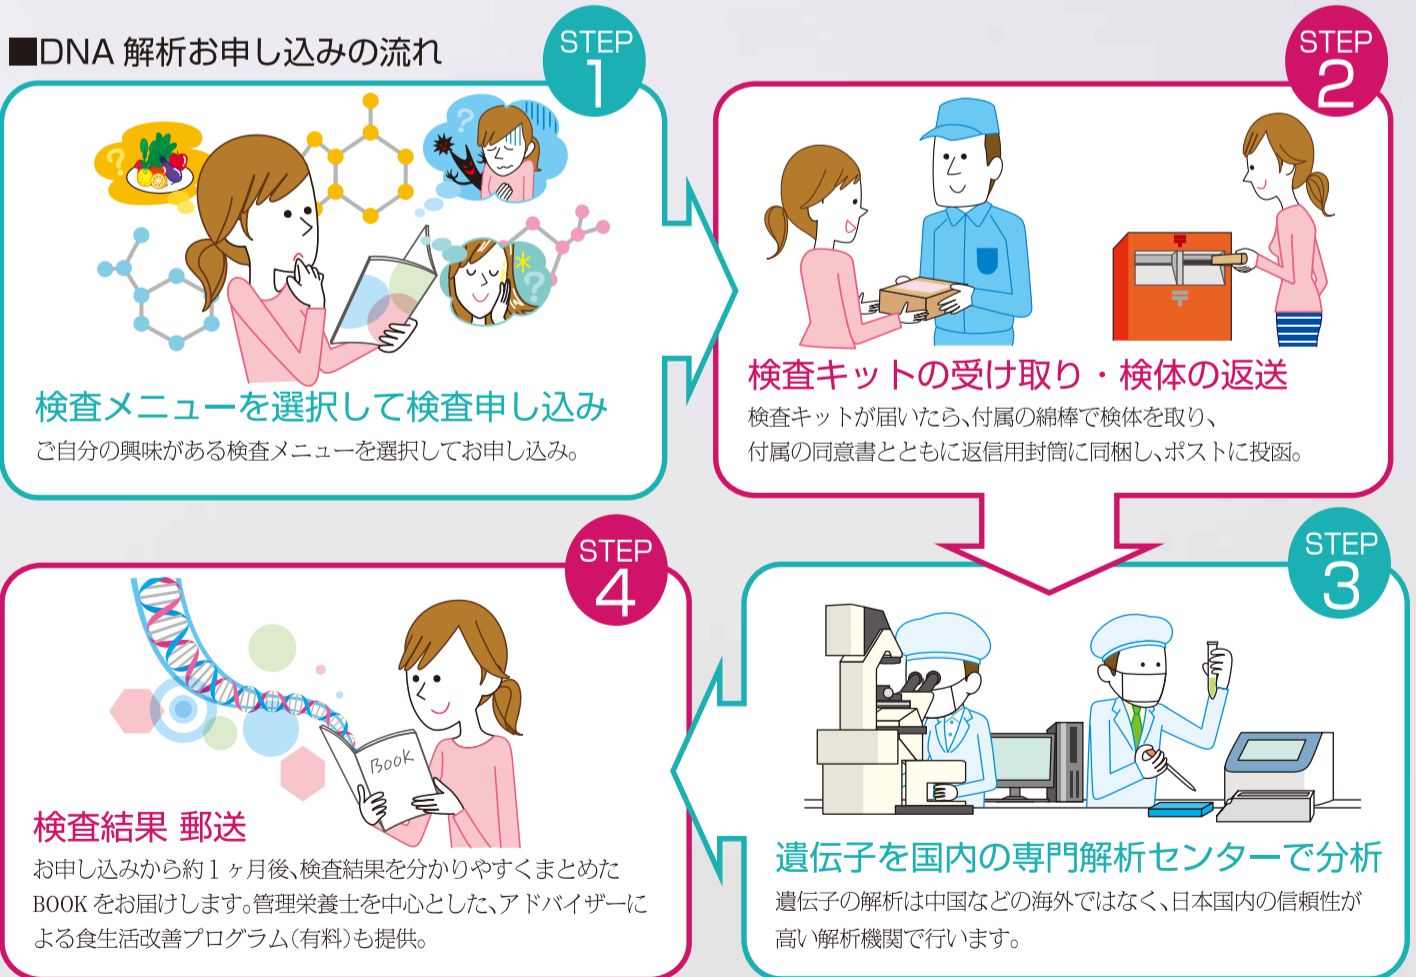 ■DNA 解析お申し込みの流れ
STEP
1
検査メニューを選択して検査申し込み
ご自分の興味がある検査メニューを選択してお申し込み。
STEP
2
検査キットの受け取り・検体の返送
検査キットが届いたら、付属の綿棒で検体を取り、
付属の同意書とともに返信用封筒に同梱し、ポストに投函。
STEP
3
遺伝子を国内の専門解析センターで分析
遺伝子の解析は中国などの海外ではなく、日本国内の信頼性が
高い解析機関で行います。
STEP
4
BOOK
検査結果 郵送
お申し込みから約1ヶ月後、検査結果を分かりやすくまとめた
BOOKをお届けします。管理栄養士を中心とした、アドバイザーに
よる食生活改善プログラム(有料)も提供。